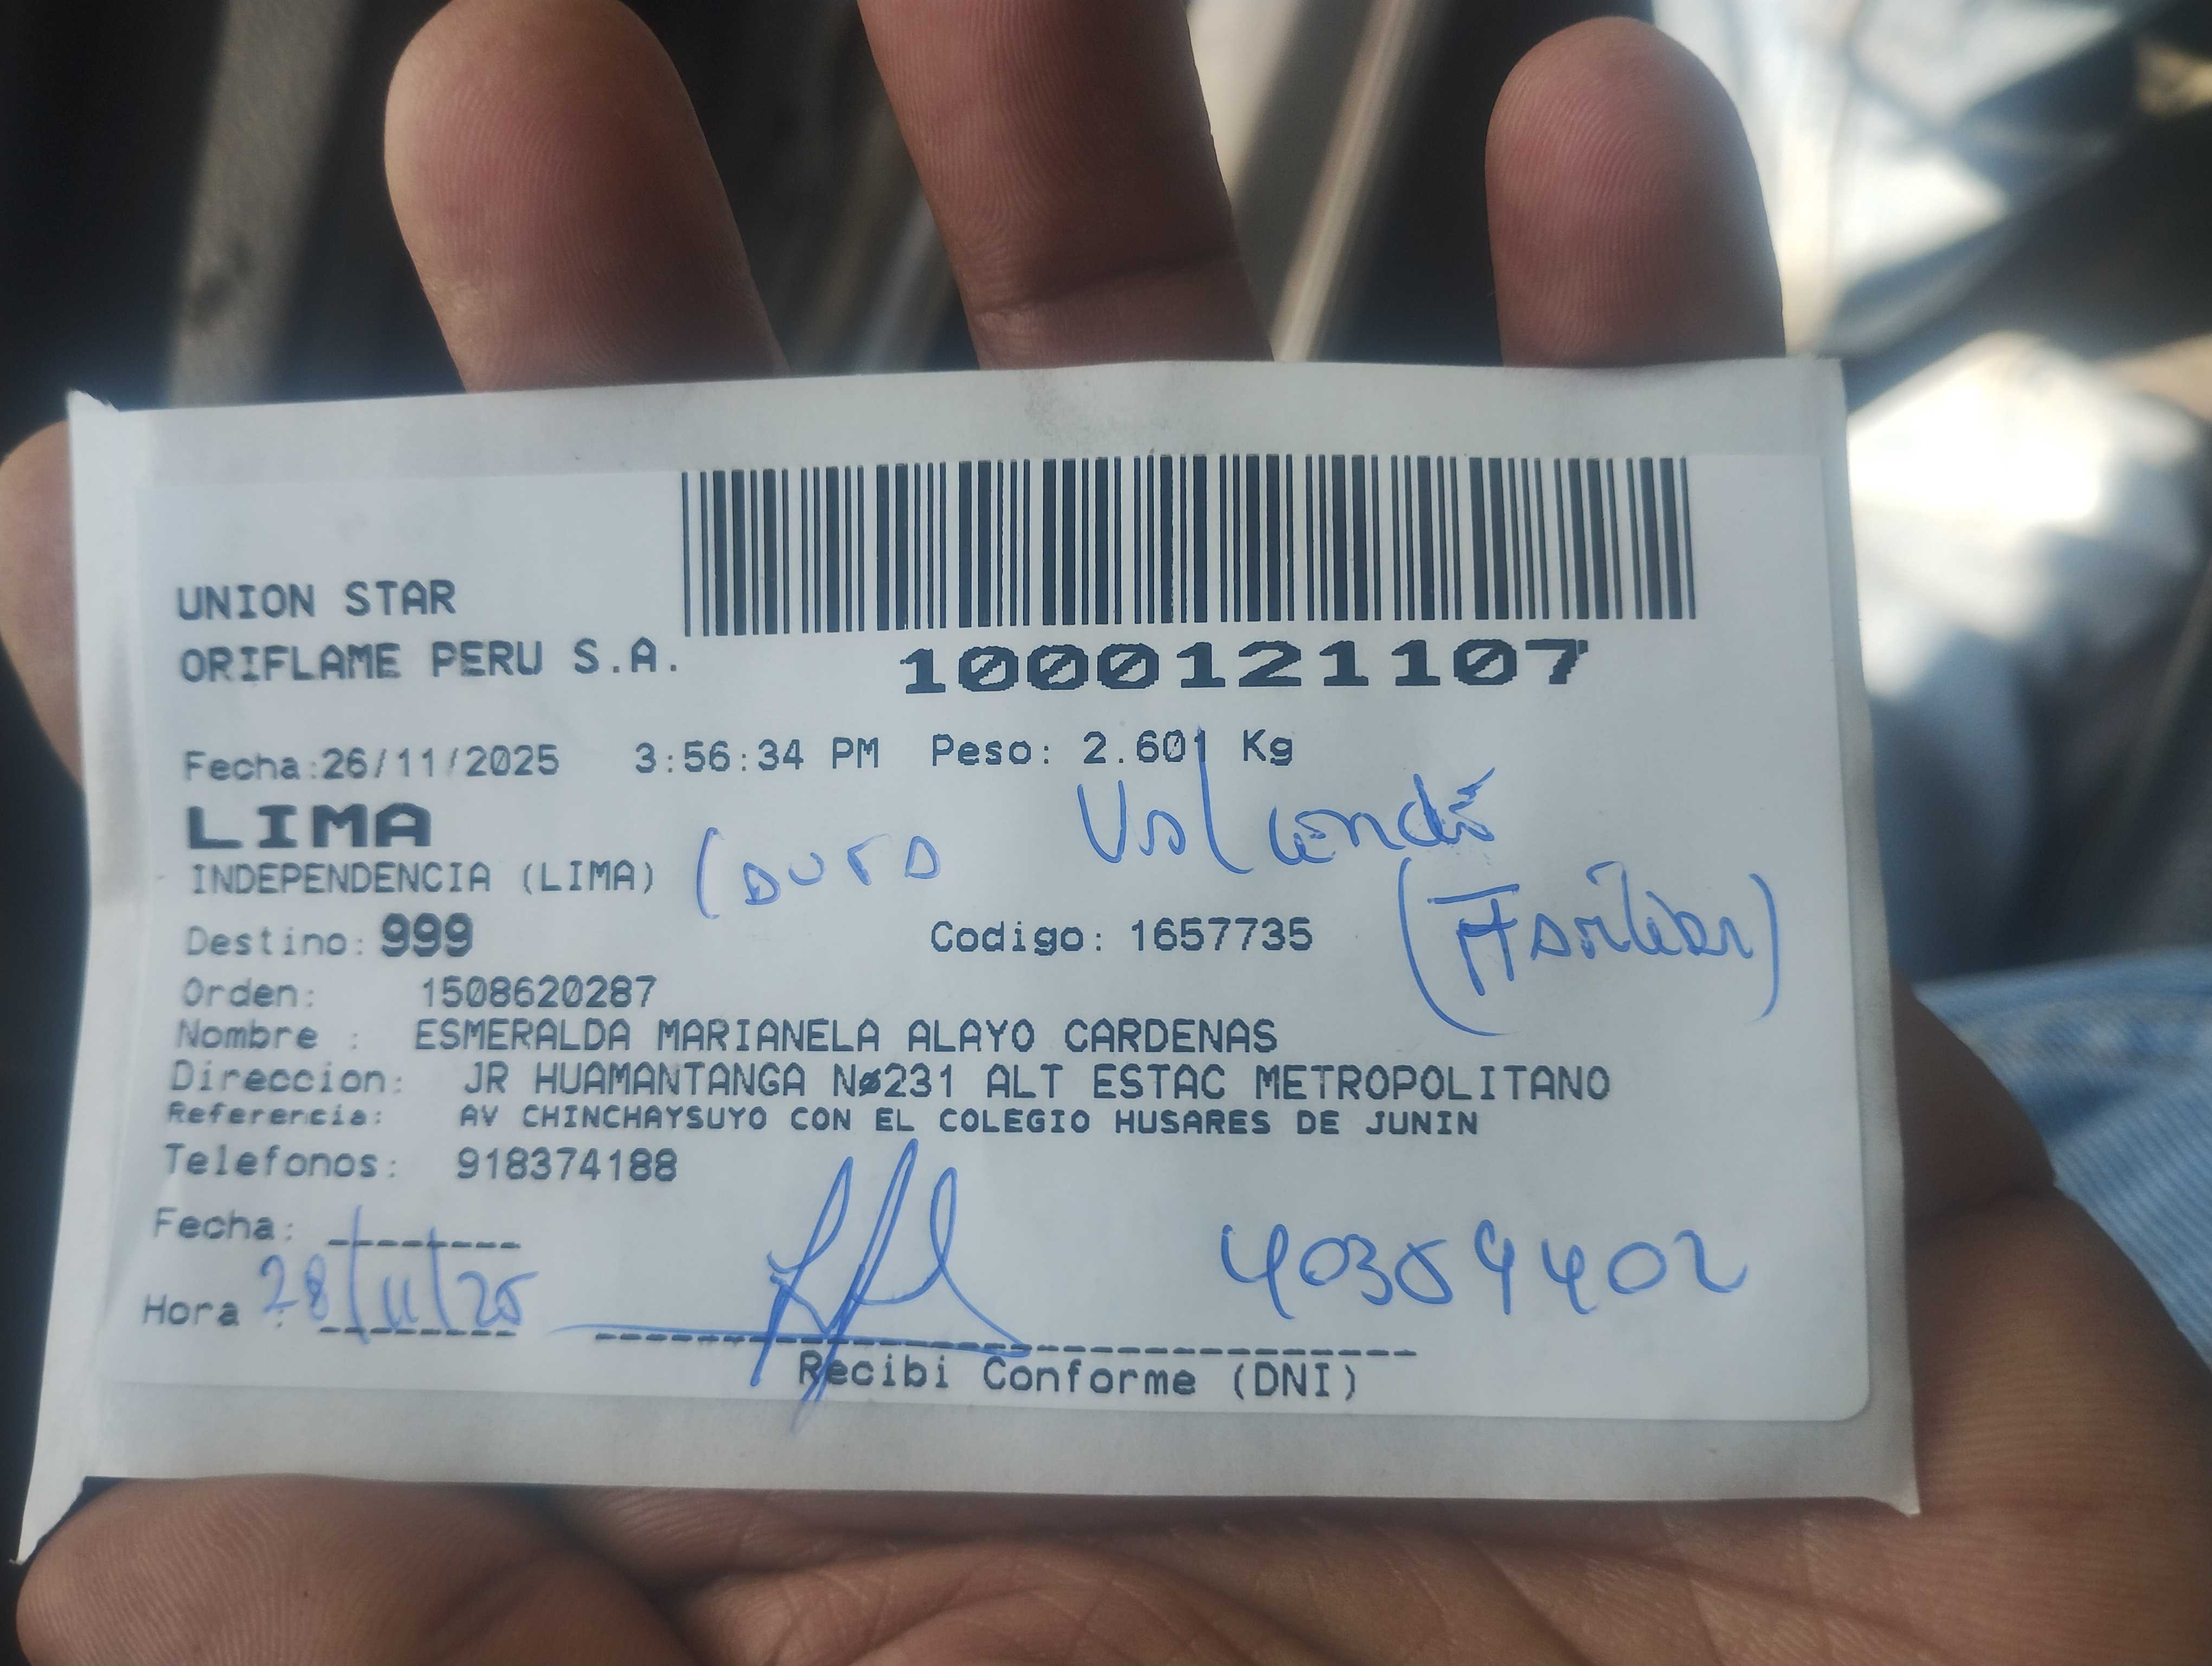 UNION STAR
ORIFLAME PERU S.A.
1000121107
Fecha:26/11/2025 3:56:34 PM Peso: 2.601 Kg
LIMA
INDEPENDENCIA (LIMA)
Destino: 999 Codigo: 1657735
Orden: 1508620287
Nombre : ESMERALDA MARIANELA ALAYO CARDENAS
Direccion: JR HUAMANTANGA Nø231 ALT ESTAC METROPOLITANO
Referencia: AV CHINCHAYSUYO CON EL COLEGIO HUSARES DE JUNIN
Telefonos: 918374188
Fecha:
28/11/25
Hora :
Recibi Conforme (DNI)